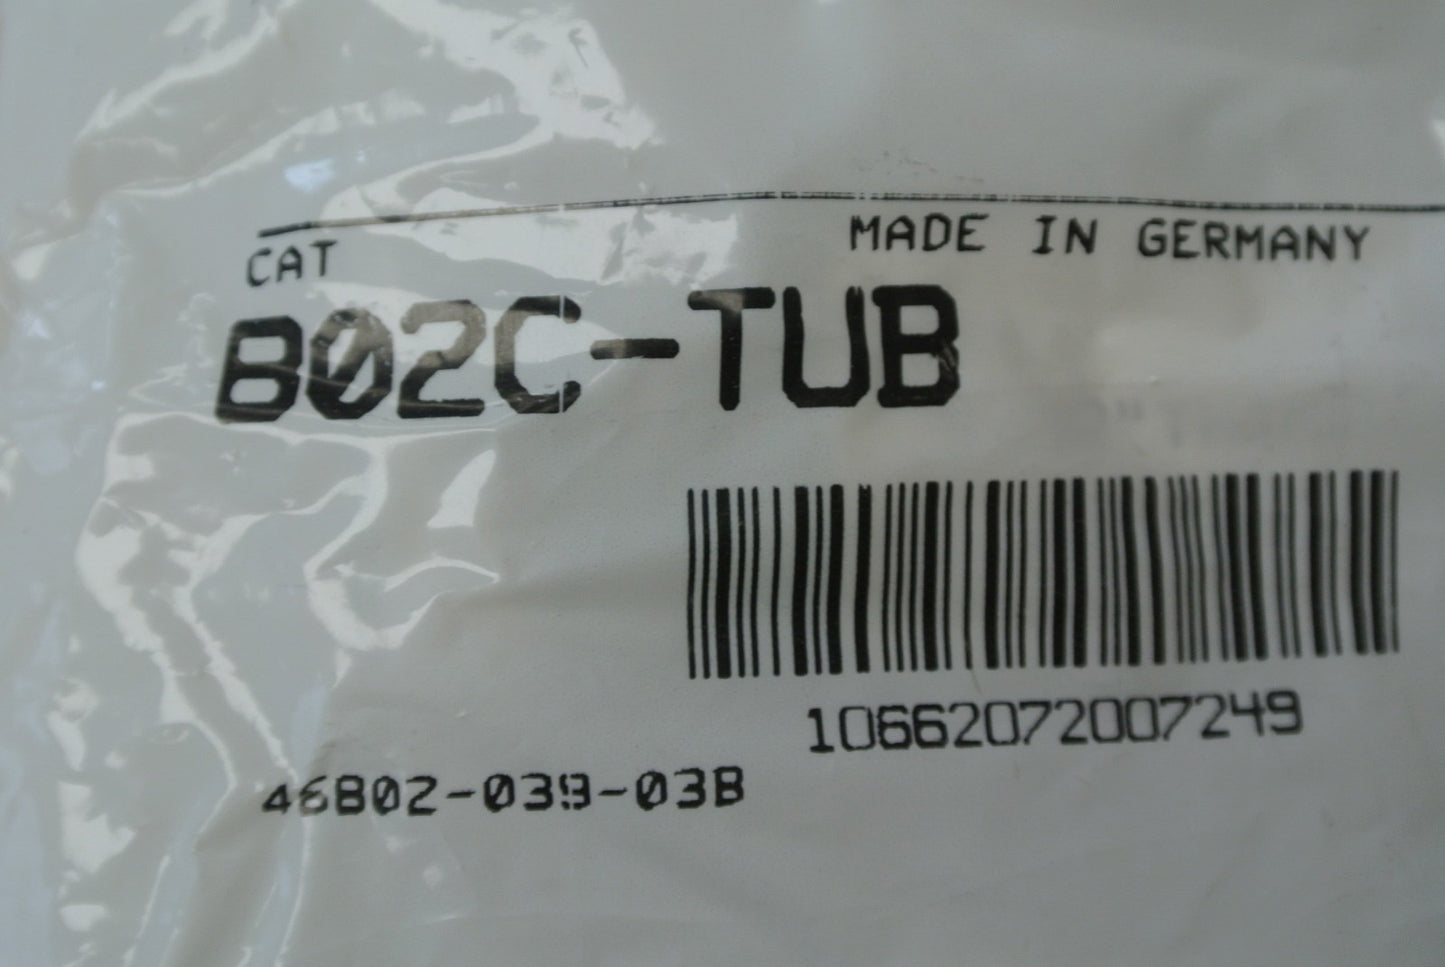 CAT
MADE IN GERMANY
B02C-TUB
10662072007249
46B02-039-03B